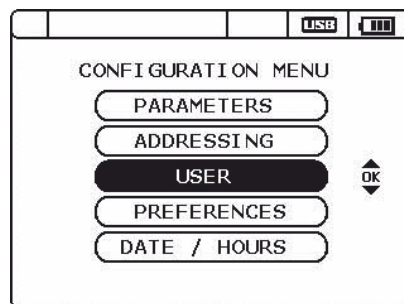 USB
CONFIGURATION MENU
PARAMETERS
ADDRESSING
USER
OK
PREFERENCES
DATE / HOURS